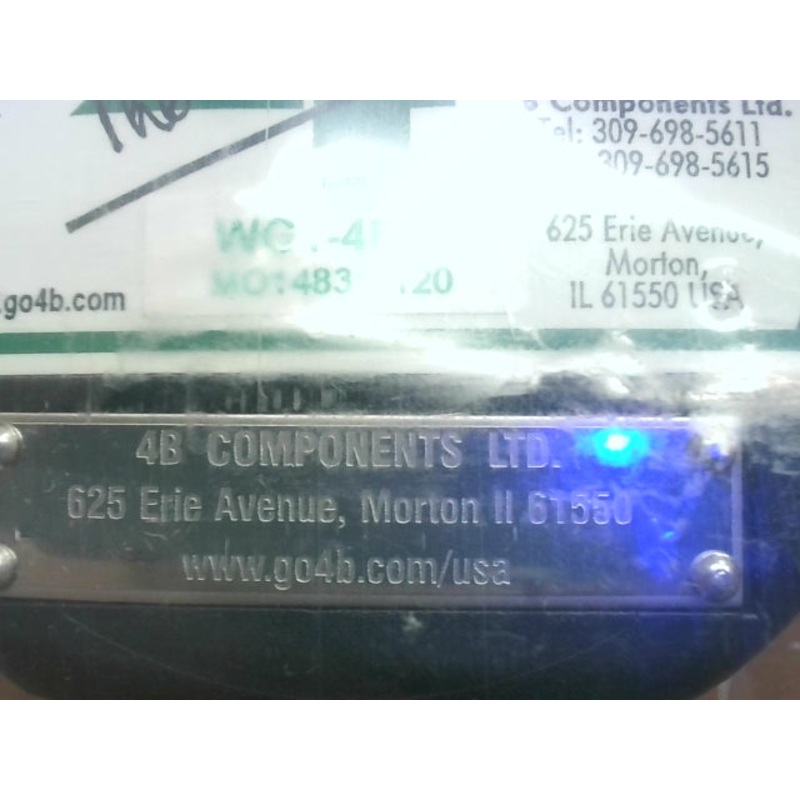 The
Components Ltd.
Tel: 309-698-5611
309-698-5615
625 Erie Avenue,
Morton,
IL 61550 USA
.go4b.com
4B COMPONENTS LTD.
625 Erie Avenue, Morton Il 61550
www.go4b.com/usa